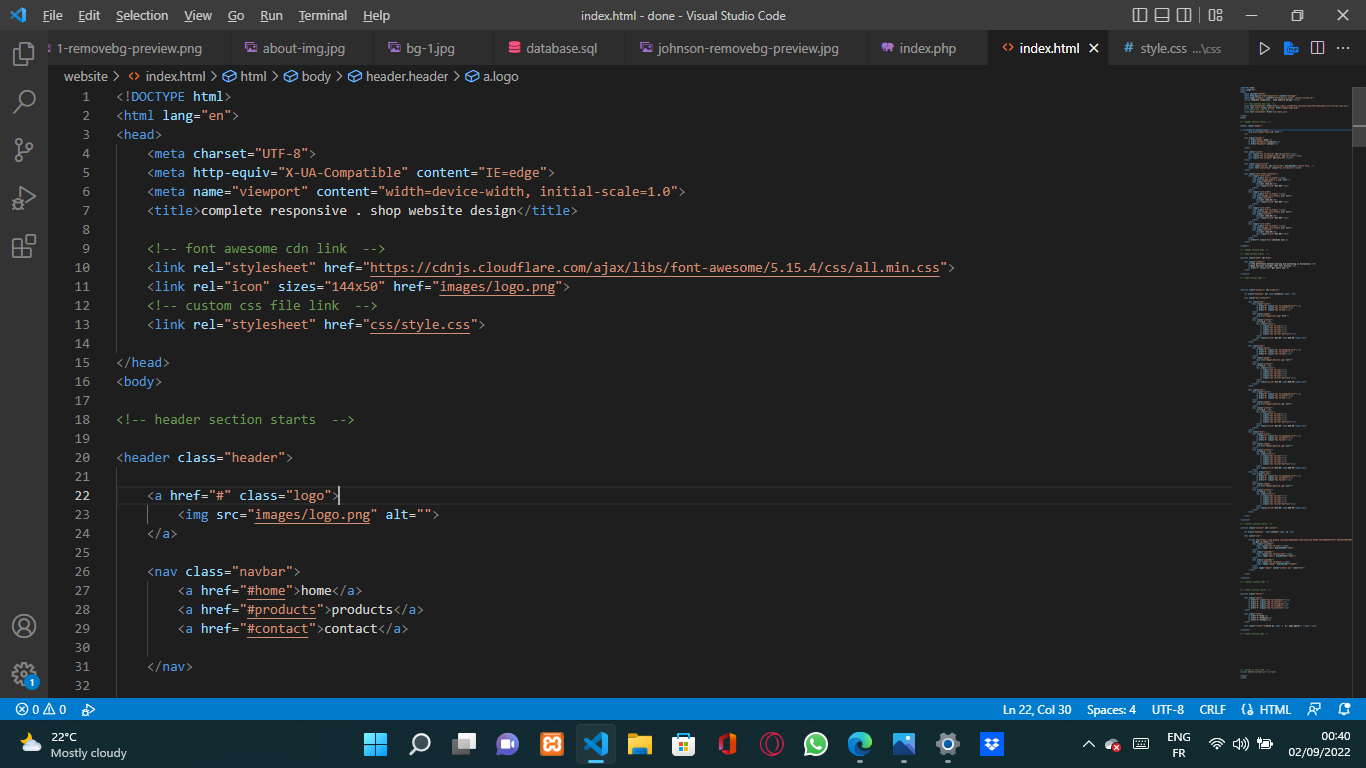 File Edit Selection View Go Run Terminal Help index.html - done - Visual Studio Code
1-removebg-preview.png about-img.jpg bg-1.jpg database.sql johnson-removebg-preview.jpg index.php index.html style.css ...\css
website > index.html > html > body > header.header > a.logo
1 <!DOCTYPE html>
2 <html lang="en">
3 <head>
4 <meta charset="UTF-8">
5 <meta http-equiv="X-UA-Compatible" content="IE=edge">
6 <meta name="viewport" content="width=device-width, initial-scale=1.0">
7 <title>complete responsive . shop website design</title>
8
9 <!-- font awesome cdn link  -->
10 <link rel="stylesheet" href="https://cdnjs.cloudflare.com/ajax/libs/font-awesome/5.15.4/css/all.min.css">
11 <link rel="icon" sizes="144x50" href="images/logo.png">
12 <!-- custom css file link  -->
13 <link rel="stylesheet" href="css/style.css">
14
15 </head>
16 <body>
17
18 <!-- header section starts  -->
19
20 <header class="header">
21
22 <a href="#" class="logo">
23 <img src="images/logo.png" alt="">
24 </a>
25
26 <nav class="navbar">
27 <a href="#home">home</a>
28 <a href="#products">products</a>
29 <a href="#contact">contact</a>
30
31 </nav>
32
1
0 0 Ln 22, Col 30 Spaces: 4 UTF-8 CRLF HTML
22°C
Mostly cloudy
ENG
FR
00:40
02/09/2022